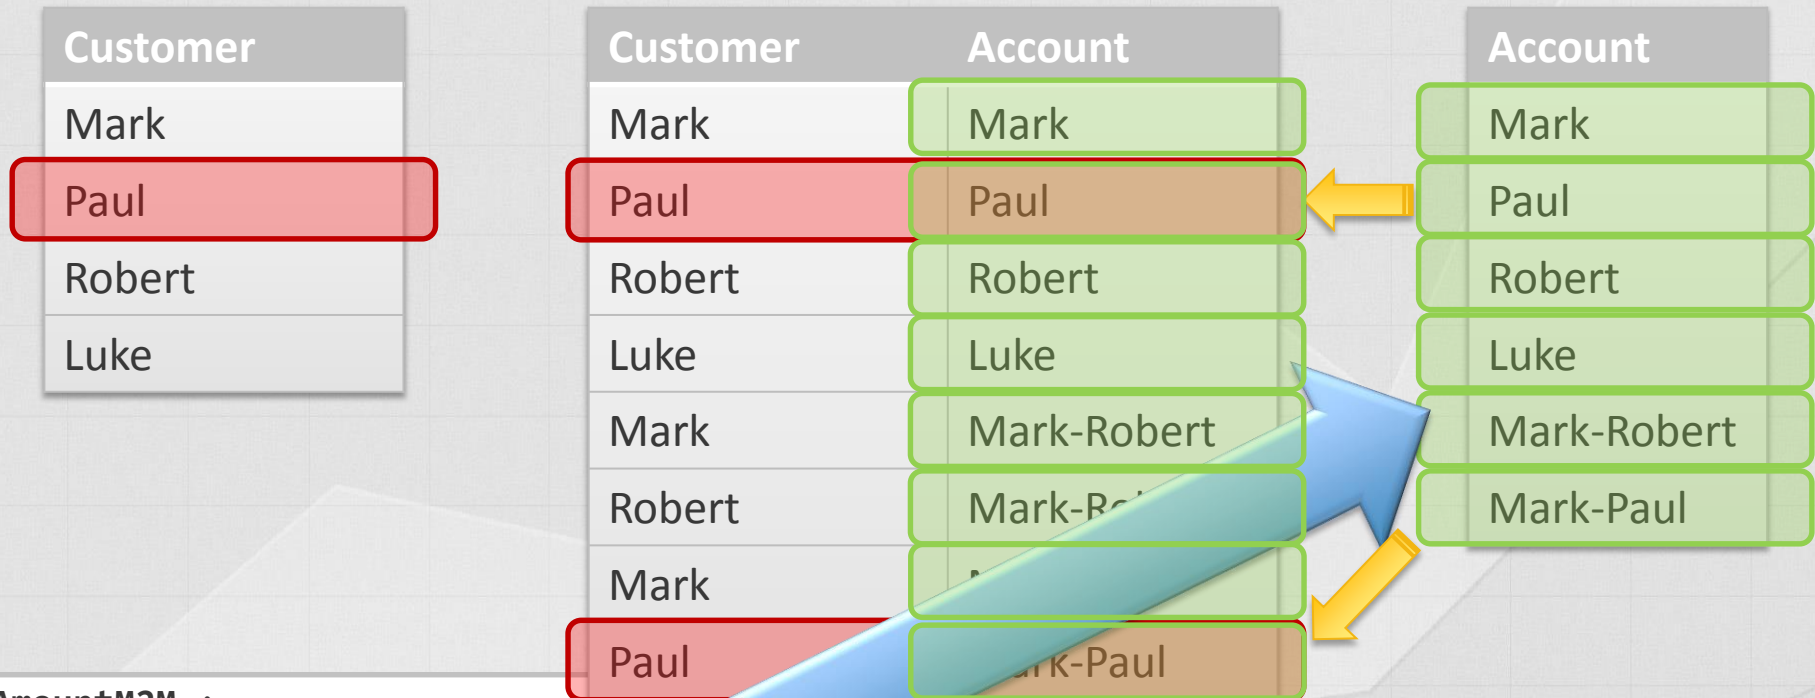 Customer
Mark
Paul
Robert
Luke
Customer Account
Mark Mark
Paul Paul
Robert Robert
Luke Luke
Mark Mark-Robert
Robert
Mark
Paul
Account
Mark
Paul
Robert
Luke
Mark-Robert
Mark-Paul